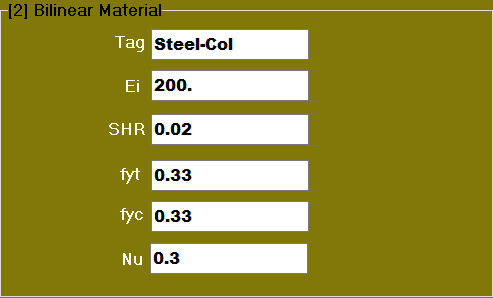 [2] Bilinear Material
Tag Steel-Col
Ei 200.
SHR 0.02
fyt 0.33
fyc 0.33
Nu 0.3